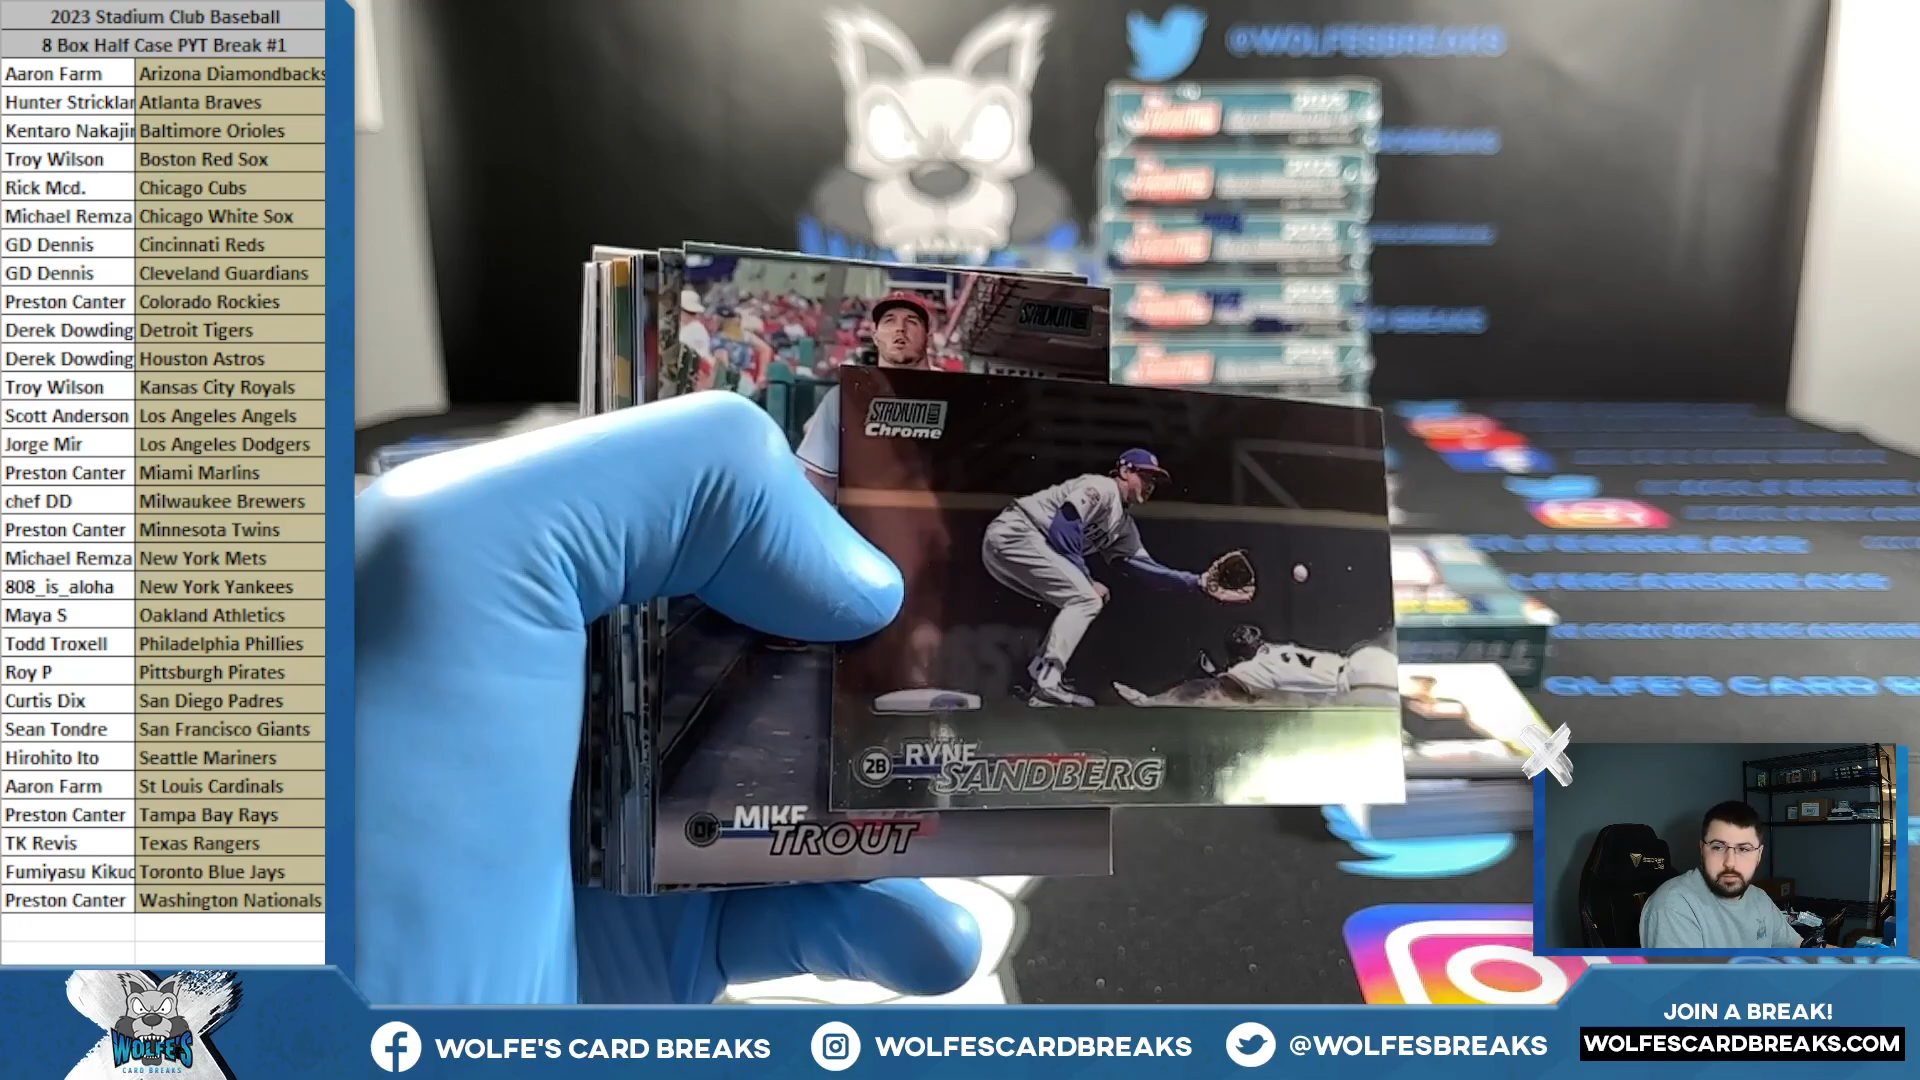 2023 Stadium Club Baseball
8 Box Half Case PYT Break #1
Aaron Farm Arizona Diamondbacks
Hunter Stricklar Atlanta Braves
Kentaro Nakajir Baltimore Orioles
Troy Wilson Boston Red Sox
Rick Mcd. Chicago Cubs
Michael Remza Chicago White Sox
GD Dennis Cincinnati Reds
GD Dennis Cleveland Guardians
Preston Canter Colorado Rockies
Derek Dowding Detroit Tigers
Derek Dowding Houston Astros
Troy Wilson Kansas City Royals
Scott Anderson Los Angeles Angels
Jorge Mir Los Angeles Dodgers
Preston Canter Miami Marlins
chef DD Milwaukee Brewers
Preston Canter Minnesota Twins
Michael Remza New York Mets
808_is_aloha New York Yankees
Maya S Oakland Athletics
Todd Troxell Philadelphia Phillies
Roy P Pittsburgh Pirates
Curtis Dix San Diego Padres
Sean Tondre San Francisco Giants
Hirohito Ito Seattle Mariners
Aaron Farm St Louis Cardinals
Preston Canter Tampa Bay Rays
TK Revis Texas Rangers
Fumiyasu Kikuc Toronto Blue Jays
Preston Canter Washington Nationals
@WOLFESBREAKS
STADIUM
STADIUM CLUB
Chrome
2B RYNE
SANDBERG
OF MIKE
TROUT
2
OLFE'S CARD B
WOLFE'S
CARD BREAKS
WOLFE'S CARD BREAKS
WOLFESCARDBREAKS
@WOLFESBREAKS
JOIN A BREAK!
WOLFESCARDBREAKS.COM